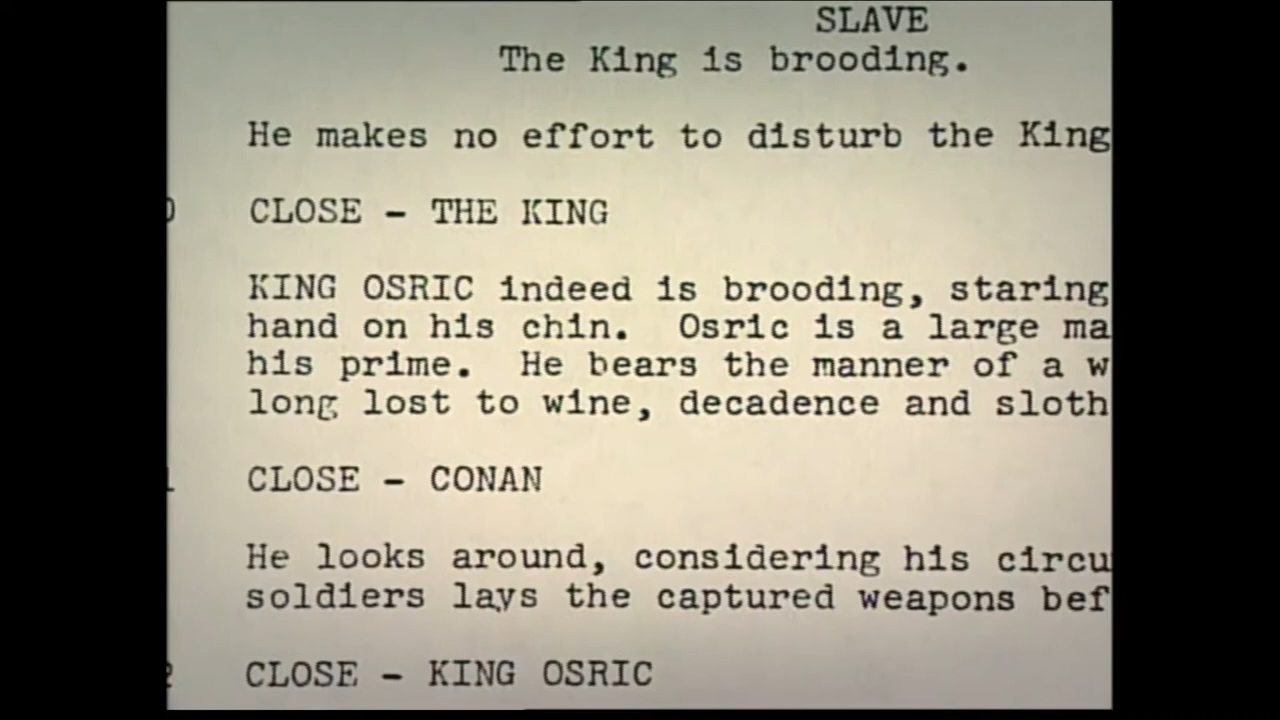 SLAVE
The King is brooding.
He makes no effort to disturb the King
CLOSE - THE KING
KING OSRIC indeed is brooding, staring
hand on his chin. Osric is a large ma
his prime. He bears the manner of a w
long lost to wine, decadence and sloth
CLOSE - CONAN
He looks around, considering his circu
soldiers lays the captured weapons bef
CLOSE - KING OSRIC